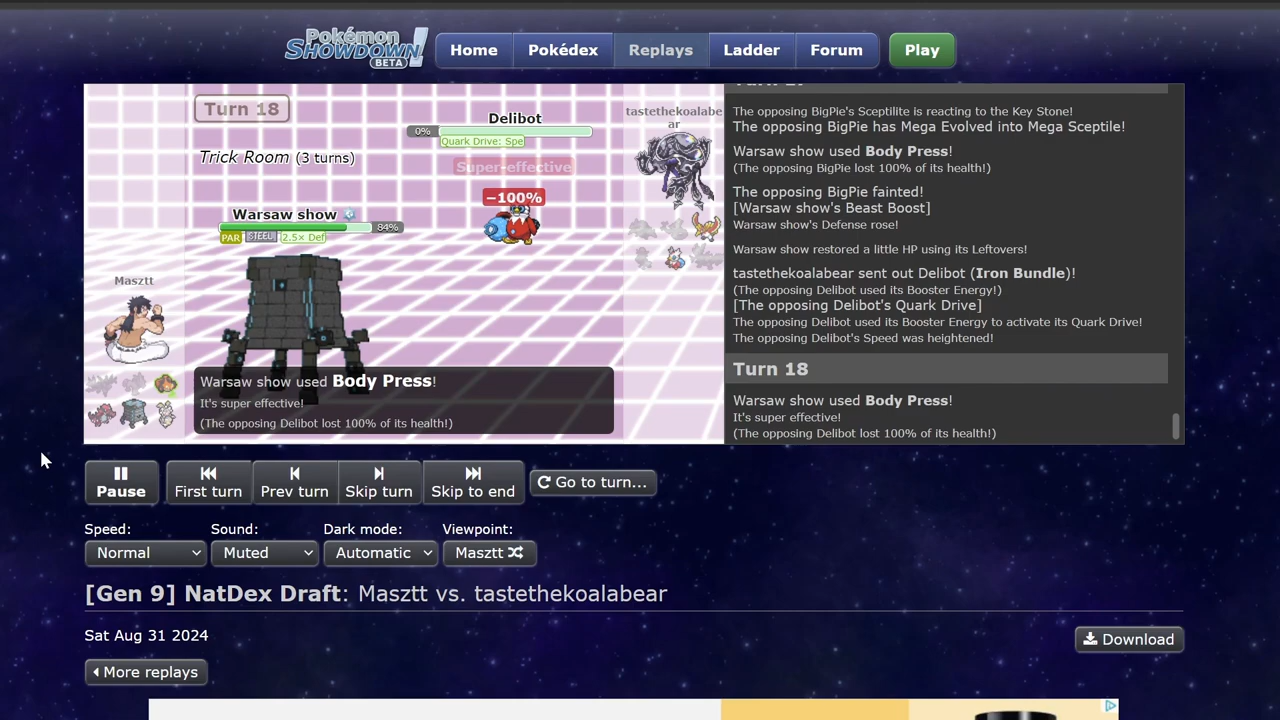 Pokémon
SHOWDOWN!
BETA
Home
Pokédex
Replays
Ladder
Forum
Play
Turn 18
Trick Room (3 turns)
Delibot
0%
Quark Drive: Spe
Super-effective
−100%
Warsaw show
84%
PAR
STEEL
2.5× Def
Masztt
tastethekoalabe
ar
Warsaw show used Body Press!
It's super effective!
(The opposing Delibot lost 100% of its health!)
The opposing BigPie's Sceptilite is reacting to the Key Stone!
The opposing BigPie has Mega Evolved into Mega Sceptile!
Warsaw show used Body Press!
(The opposing BigPie lost 100% of its health!)
The opposing BigPie fainted!
[Warsaw show's Beast Boost]
Warsaw show's Defense rose!
Warsaw show restored a little HP using its Leftovers!
tastethekoalabear sent out Delibot (Iron Bundle)!
(The opposing Delibot used its Booster Energy!)
[The opposing Delibot's Quark Drive]
The opposing Delibot used its Booster Energy to activate its Quark Drive!
The opposing Delibot's Speed was heightened!
Turn 18
Warsaw show used Body Press!
It's super effective!
(The opposing Delibot lost 100% of its health!)
Pause
First turn
Prev turn
Skip turn
Skip to end
Go to turn...
Speed:
Sound:
Dark mode:
Viewpoint:
Normal
Muted
Automatic
Masztt
[Gen 9] NatDex Draft: Masztt vs. tastethekoalabear
Sat Aug 31 2024
Download
More replays